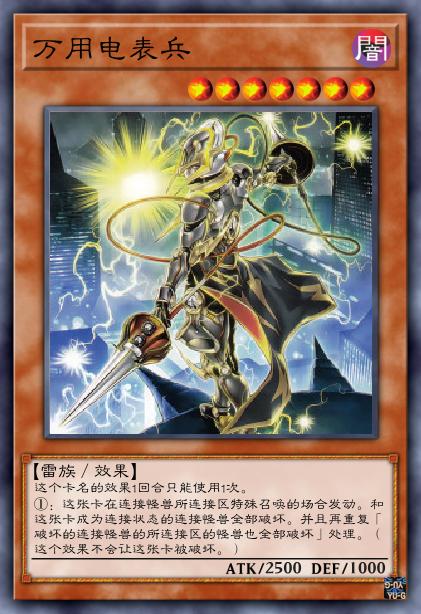 万用电表兵
闇
【雷族／效果】
这个卡名的效果1回合只能使用1次。
①：这张卡在连接怪兽所连接区特殊召唤的场合发动。和
这张卡成为连接状态的连接怪兽全部破坏。并且再重复「
破坏的连接怪兽的所连接区的怪兽也全部破坏」处理。（
这个效果不会让这张卡被破坏。）
ATK/2500 DEF/1000